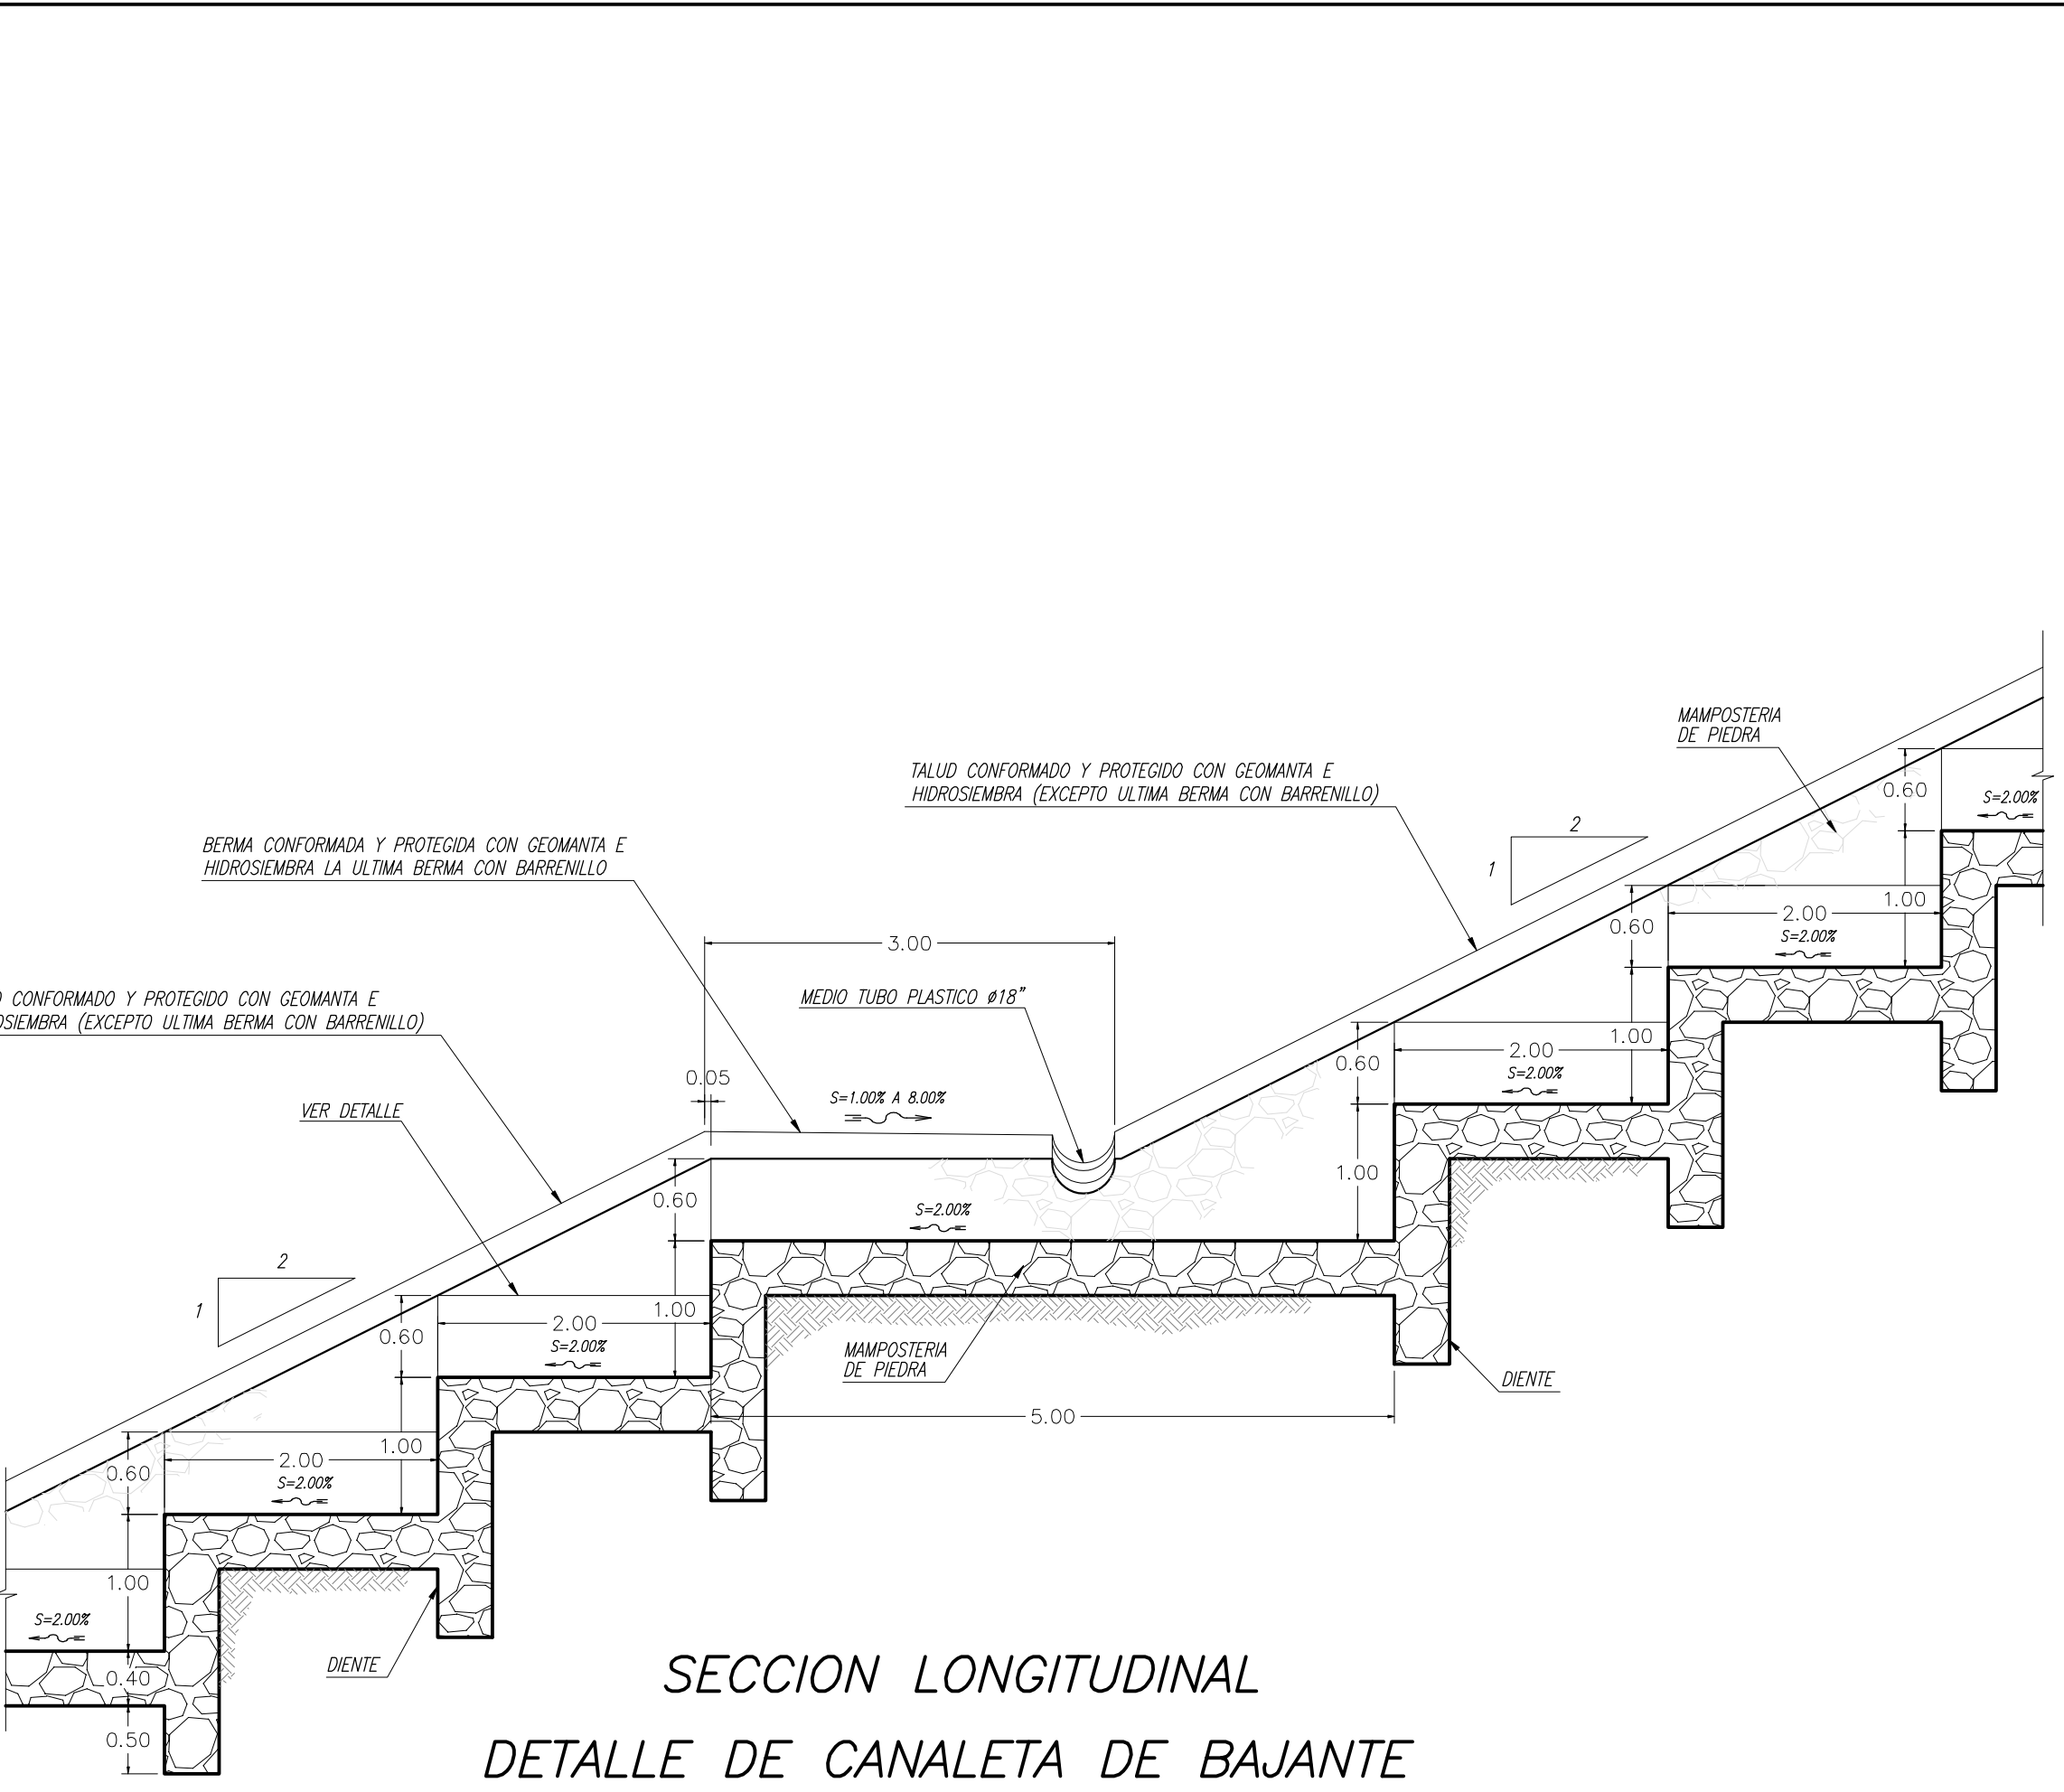 MAMPOSTERIA
DE PIEDRA
TALUD CONFORMADO Y PROTEGIDO CON GEOMANTA E
HIDROSIEMBRA (EXCEPTO ULTIMA BERMA CON BARRENILLO)
0.60
S=2.00%
2
1
BERMA CONFORMADA Y PROTEGIDA CON GEOMANTA E
HIDROSIEMBRA LA ULTIMA BERMA CON BARRENILLO
1.00
2.00
0.60
S=2.00%
3.00
CONFORMADO Y PROTEGIDO CON GEOMANTA E
OSIEMBRA (EXCEPTO ULTIMA BERMA CON BARRENILLO)
MEDIO TUBO PLASTICO Ø18"
1.00
2.00
0.60
S=2.00%
0.05
S=1.00% A 8.00%
VER DETALLE
1.00
0.60
S=2.00%
2
1
1.00
2.00
0.60
S=2.00%
MAMPOSTERIA
DE PIEDRA
DIENTE
5.00
1.00
2.00
0.60
S=2.00%
1.00
S=2.00%
DIENTE
0.40
0.50
SECCION LONGITUDINAL
DETALLE DE CANALETA DE BAJANTE